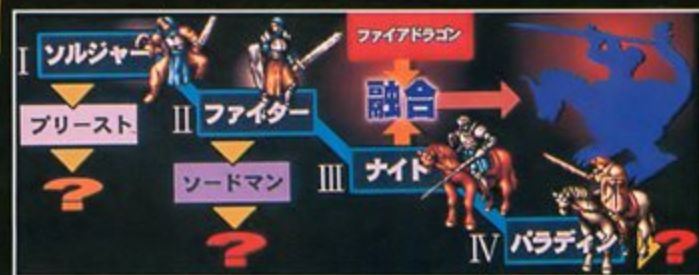 I ソルジャー
ファイアドラゴン
プリースト
II ファイター
融合
?
ソードマン
III ナイト
?
IV パラディン
?